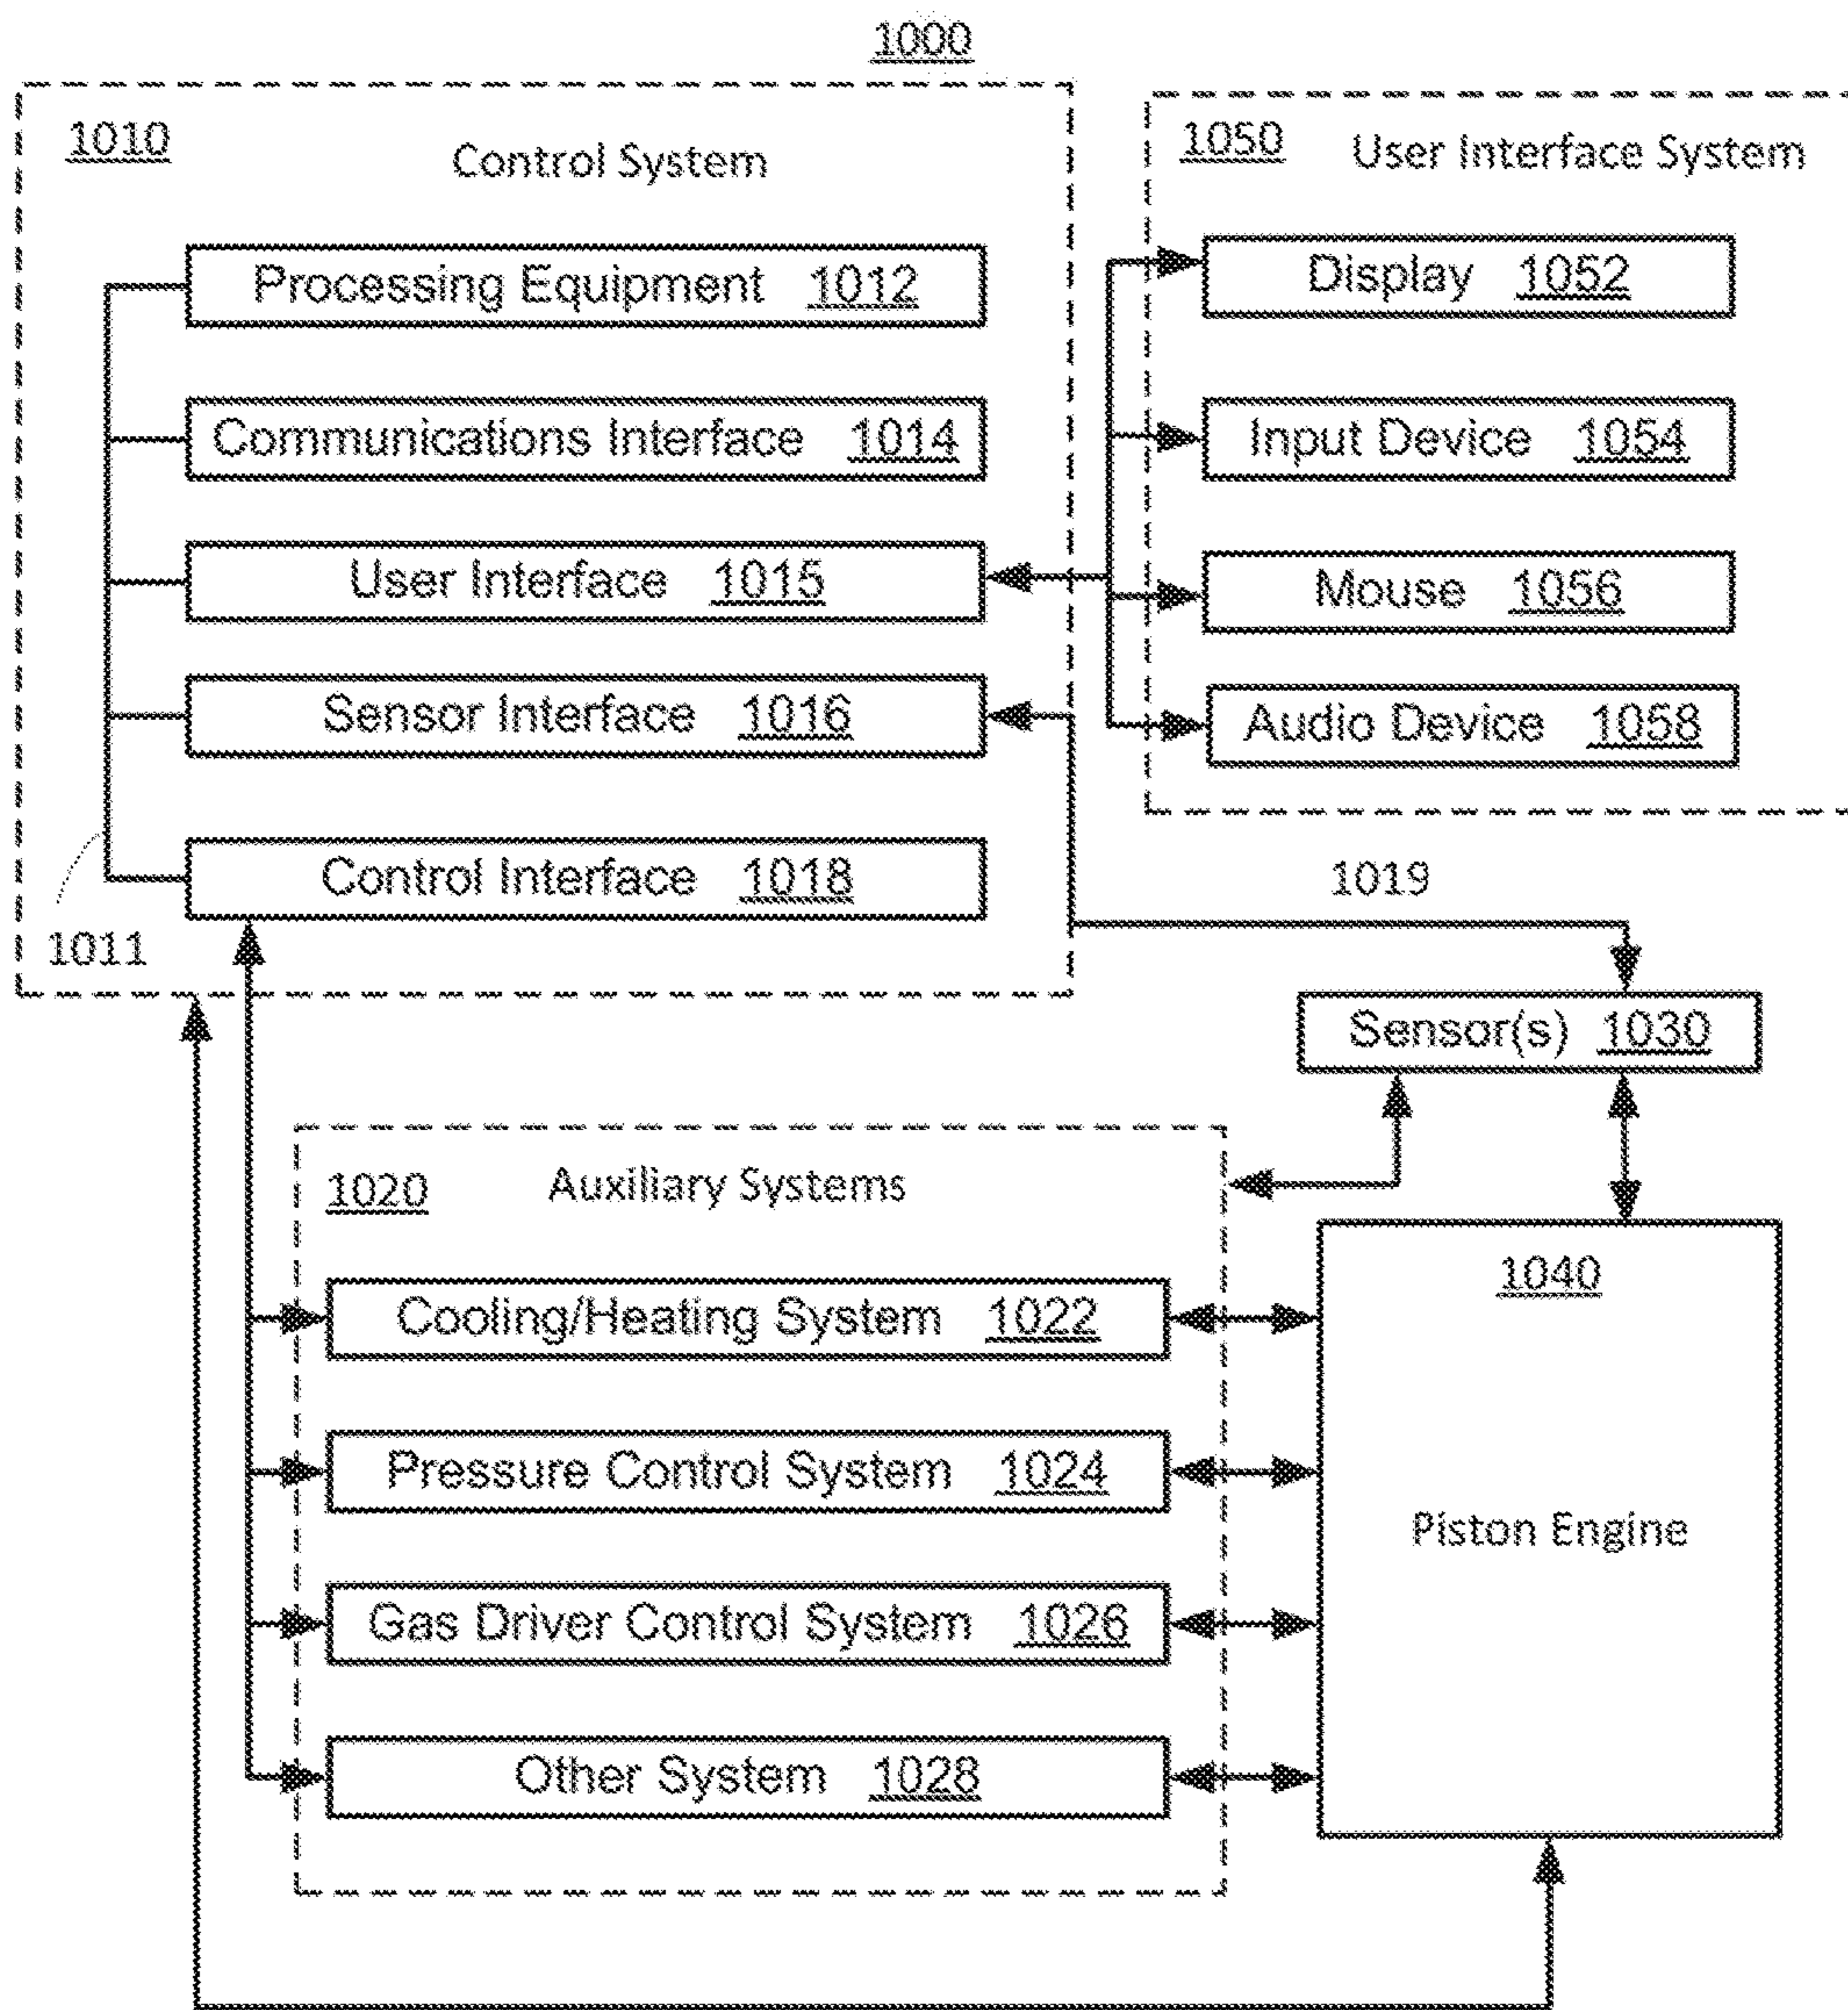 1000
1010
Control System
Processing Equipment 1012
Communications Interface 1014
User Interface 1015
Sensor Interface 1016
Control Interface 1018
1011
1050
User Interface System
Display 1052
Input Device 1054
Mouse 1056
Audio Device 1058
1019
Sensor(s) 1030
1020
Auxiliary Systems
Cooling/Heating System 1022
Pressure Control System 1024
Gas Driver Control System 1026
Other System 1028
1040
Piston Engine